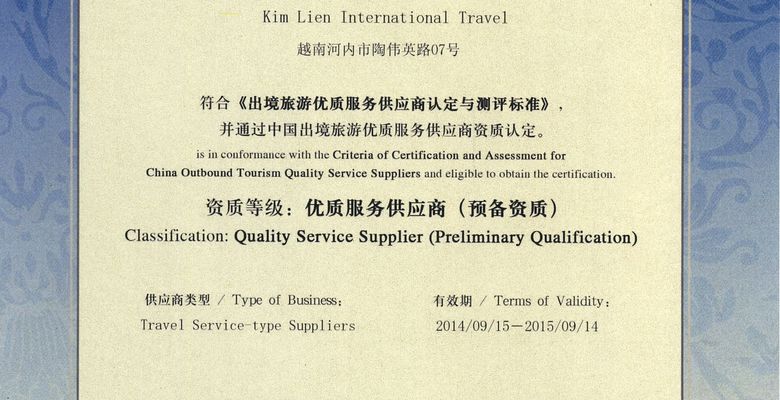 Kim Lien International Travel
越南河内市陶伟英路07号
符合《出境旅游优质服务供应商认定与测评标准》,
并通过中国出境旅游优质服务供应商资质认定。
is in conformance with the Criteria of Certification and Assessment for
China Outbound Tourism Quality Service Suppliers and eligible to obtain the certification.
资质等级：优质服务供应商（预备资质）
Classification: Quality Service Supplier (Preliminary Qualification)
供应商类型 / Type of Business:
有效期 / Terms of Validity:
Travel Service-type Suppliers
2014/09/15－2015/09/14